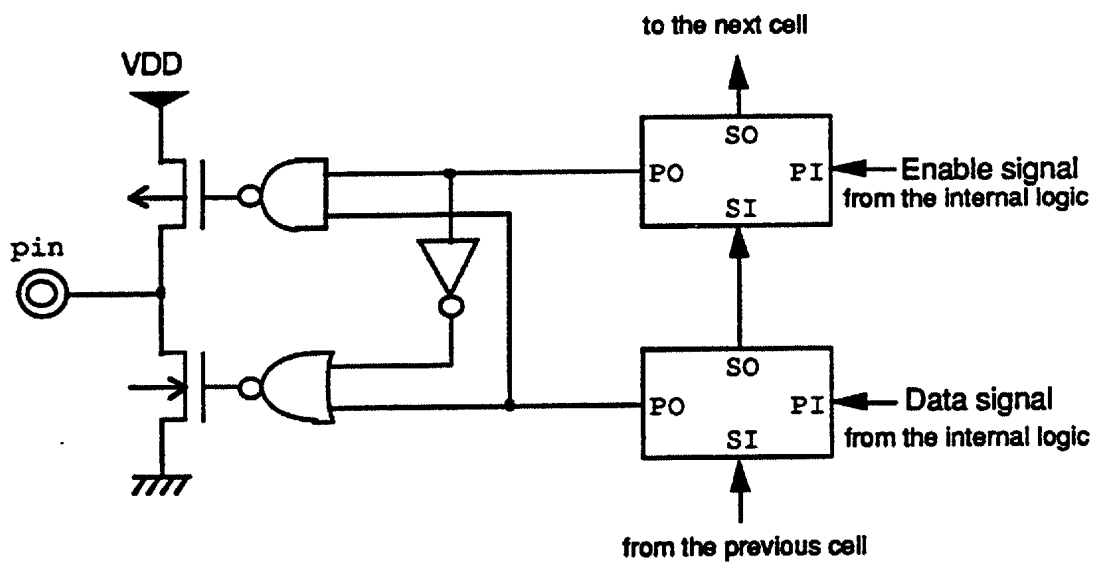 to the next cell
VDD
SO
PO
PI
Enable signal
from the internal logic
SI
pin
SO
PO
PI
Data signal
from the internal logic
SI
from the previous cell